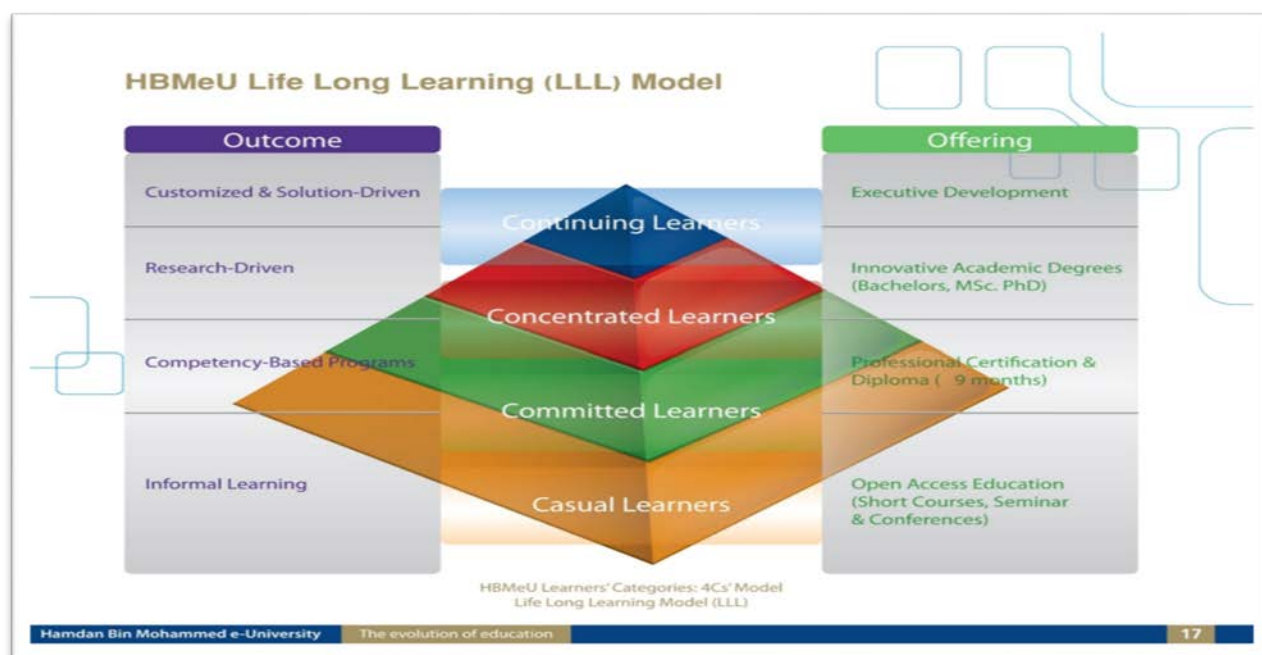 HBMeU Life Long Learning (LLL) Model
Outcome
Offering
Customized & Solution-Driven
Continuing Learners
Executive Development
Research-Driven
Concentrated Learners
Innovative Academic Degrees
(Bachelors, MSc. PhD)
Competency-Based Programs
Committed Learners
Professional Certification &
Diploma ( 9 months)
Informal Learning
Casual Learners
Open Access Education
(Short Courses, Seminar
& Conferences)
HBMeU Learners' Categories: 4Cs' Model
Life Long Learning Model (LLL)
Hamdan Bin Mohammed e-University
The evolution of education
17